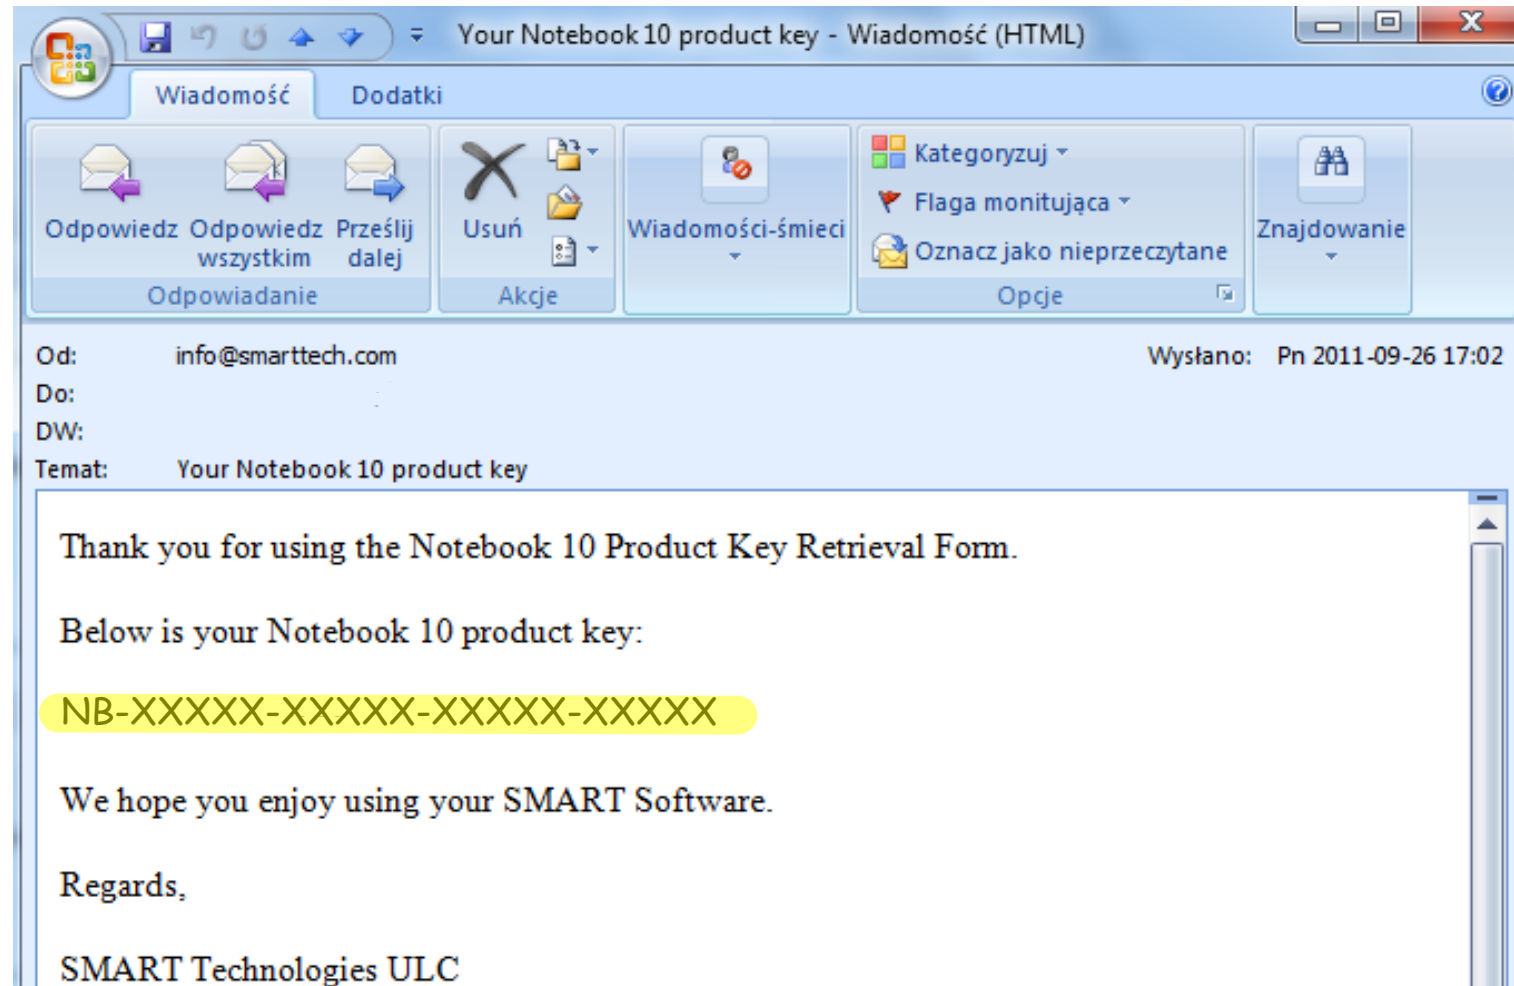 Your Notebook 10 product key - Wiadomość (HTML)
Wiadomość Dodatki
Odpowiedz Odpowiedz wszystkim Prześlij dalej Usuń Wiadomości-śmieci Kategoryzuj Flaga monitująca Oznacz jako nieprzeczytane Znajdowanie
Odpowiadanie Akcje Opcje
Od: info@smarttech.com Wysłano: Pn 2011-09-26 17:02
Do:
DW:
Temat: Your Notebook 10 product key
Thank you for using the Notebook 10 Product Key Retrieval Form.
Below is your Notebook 10 product key:
NB-XXXXX-XXXXX-XXXXX-XXXXX
We hope you enjoy using your SMART Software.
Regards,
SMART Technologies ULC